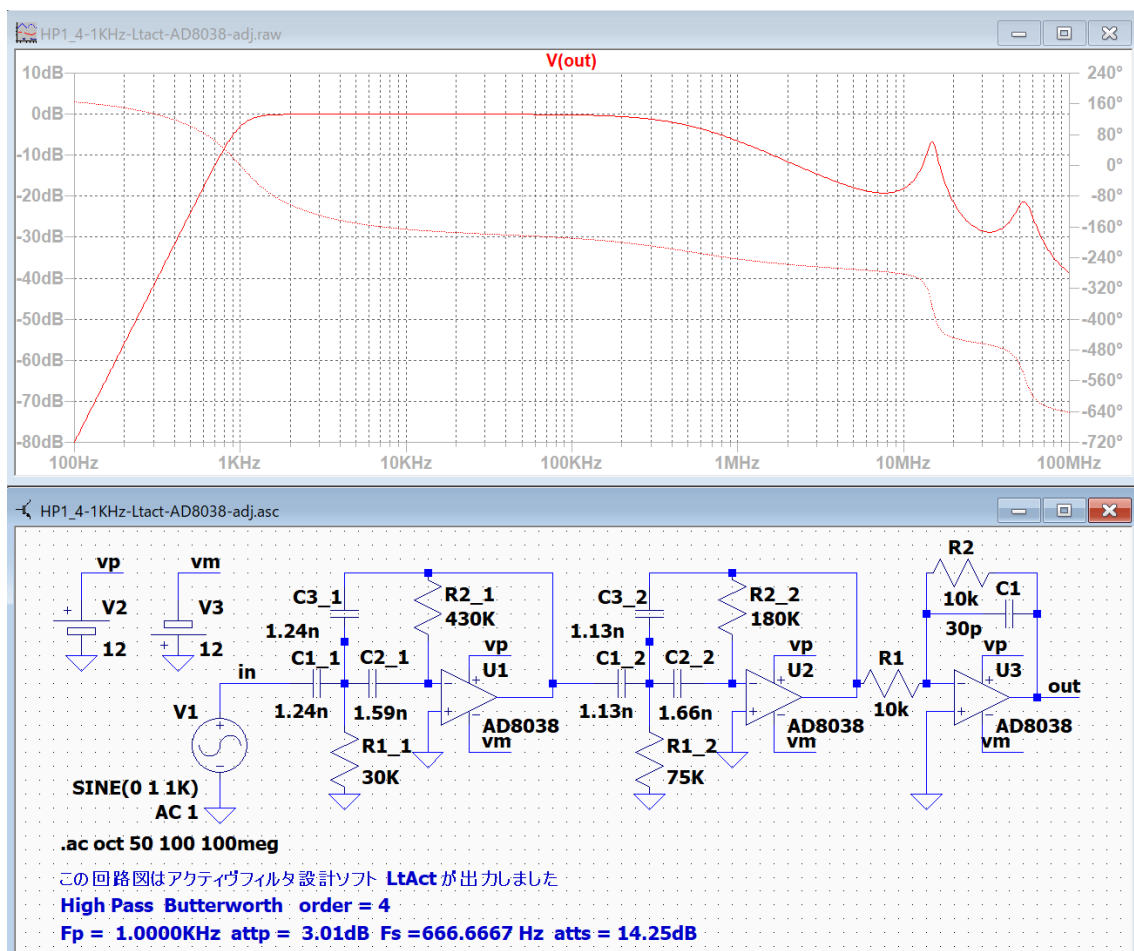 HP1_4-1KHz-Ltact-AD8038-adj.raw
V(out)
10dB
0dB
-10dB
-20dB
-30dB
-40dB
-50dB
-60dB
-70dB
-80dB
240°
160°
80°
0°
-80°
-160°
-240°
-320°
-400°
-480°
-560°
-640°
-720°
100Hz 1KHz 10KHz 100KHz 1MHz 10MHz 100MHz
HP1_4-1KHz-Ltact-AD8038-adj.asc
vp
V2
12
vm
V3
12
in
V1
SINE(0 1 1K)
AC 1
C3_1
1.24n
R2_1
430K
C1_1
1.24n
C2_1
1.59n
R1_1
30K
vp
U1
AD8038
vm
C3_2
1.13n
R2_2
180K
C1_2
1.13n
C2_2
1.66n
R1_2
75K
vp
U2
AD8038
vm
R1
10k
R2
10k
C1
30p
vp
U3
AD8038
vm
out
.ac oct 50 100 100meg
この回路図はアクティヴフィルタ設計ソフト LtAct が出力しました
High Pass Butterworth order = 4
Fp = 1.0000KHz attp = 3.01dB Fs =666.6667 Hz atts = 14.25dB